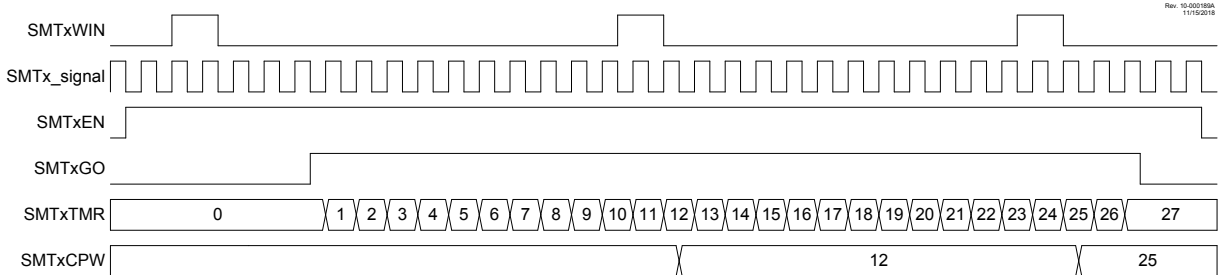 Rev. 10-000189A
11/15/2018
SMTxWIN
SMTx_signal
SMTxEN
SMTxGO
SMTxTMR 0 1 2 3 4 5 6 7 8 9 10 11 12 13 14 15 16 17 18 19 20 21 22 23 24 25 26 27
SMTxCPW 12 25